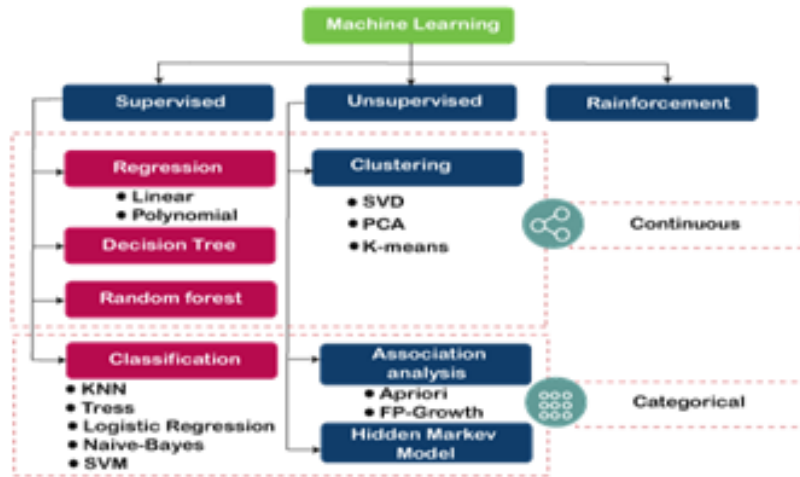 Machine Learning
Supervised
Unsupervised
Rainforcement
Regression
• Linear
• Polynomial
Decision Tree
Random forest
Clustering
• SVD
• PCA
• K-means
Continuous
Classification
• KNN
• Tress
• Logistic Regression
• Naive-Bayes
• SVM
Association
analysis
• Apriori
• FP-Growth
Hidden Markev
Model
Categorical